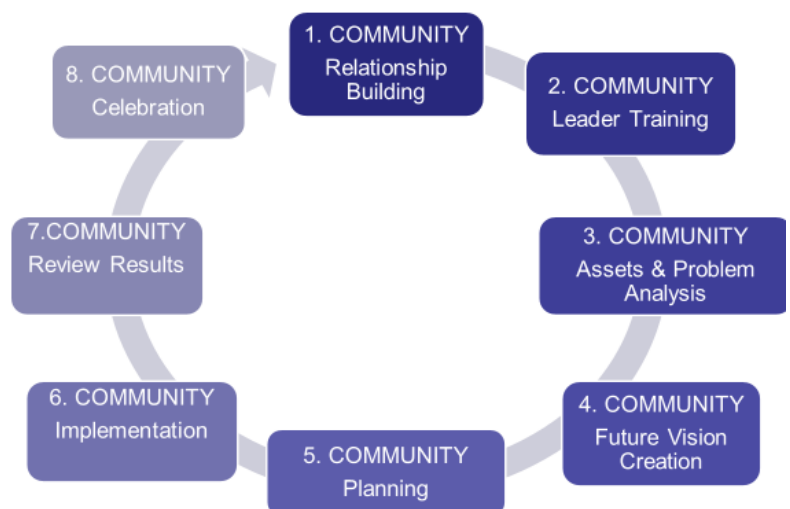 1. COMMUNITY
Relationship
Building
2. COMMUNITY
Leader Training
3. COMMUNITY
Assets & Problem
Analysis
4. COMMUNITY
Future Vision
Creation
5. COMMUNITY
Planning
6. COMMUNITY
Implementation
7.COMMUNITY
Review Results
8. COMMUNITY
Celebration